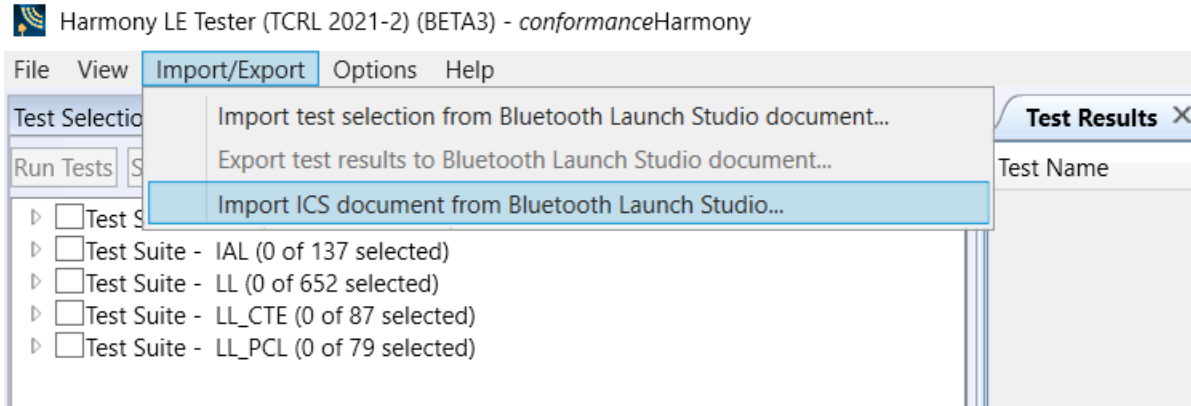 Harmony LE Tester (TCRL 2021-2) (BETA3) - conformanceHarmony
File View Import/Export Options Help
Test Selectio
Import test selection from Bluetooth Launch Studio document...
Test Results
Run Tests S
Export test results to Bluetooth Launch Studio document...
Test Name
Import ICS document from Bluetooth Launch Studio...
Test S
Test Suite - IAL (0 of 137 selected)
Test Suite - LL (0 of 652 selected)
Test Suite - LL_CTE (0 of 87 selected)
Test Suite - LL_PCL (0 of 79 selected)